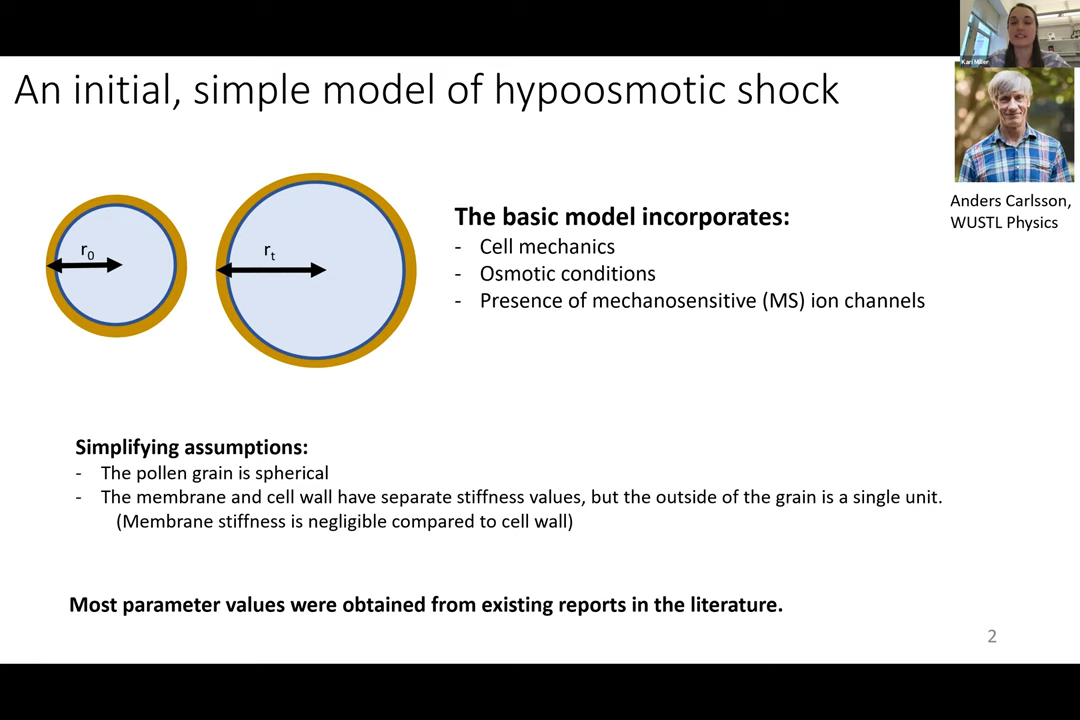 Kari Miller
An initial, simple model of hypoosmotic shock
Anders Carlsson,
WUSTL Physics
r0
rt
The basic model incorporates:
- Cell mechanics
- Osmotic conditions
- Presence of mechanosensitive (MS) ion channels
Simplifying assumptions:
- The pollen grain is spherical
- The membrane and cell wall have separate stiffness values, but the outside of the grain is a single unit.
(Membrane stiffness is negligible compared to cell wall)
Most parameter values were obtained from existing reports in the literature.
2